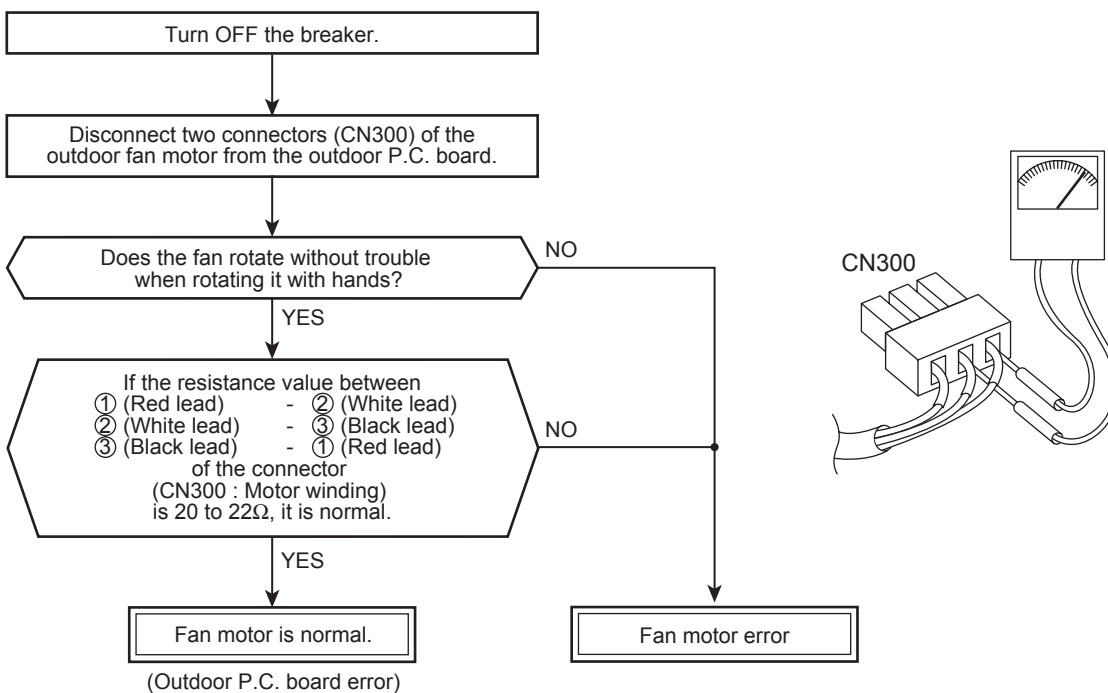 Turn OFF the breaker.
Disconnect two connectors (CN300) of the
outdoor fan motor from the outdoor P.C. board.
Does the fan rotate without trouble
when rotating it with hands?
NO
YES
CN300
If the resistance value between
① (Red lead) - ② (White lead)
② (White lead) - ③ (Black lead)
③ (Black lead) - ① (Red lead)
of the connector
(CN300 : Motor winding)
is 20 to 22Ω, it is normal.
NO
YES
Fan motor is normal.
Fan motor error
(Outdoor P.C. board error)